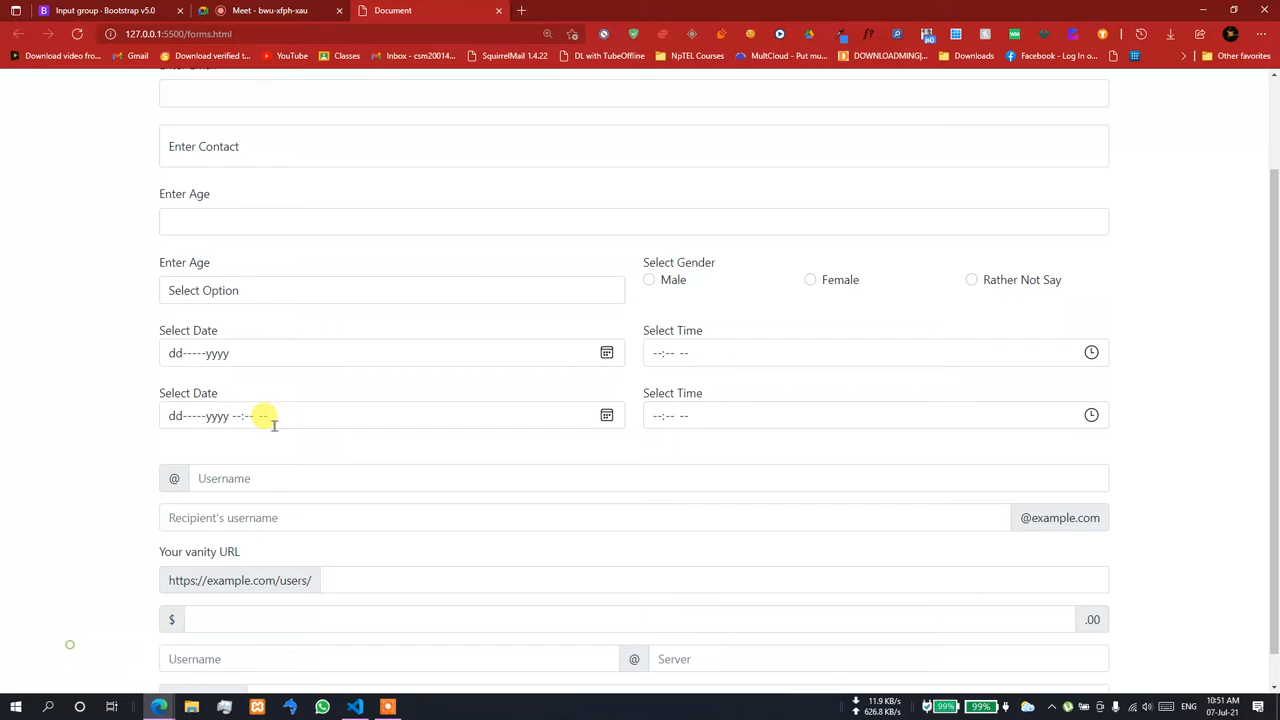 Input group · Bootstrap v5.0
Meet - bwu-xfph-xau
Document
127.0.0.1:5500/forms.html
Download video fro...
Gmail
Download verified t...
YouTube
Classes
Inbox - csm20014...
SquirrelMail 1.4.22
DL with TubeOffline
NpTEL Courses
MultCloud - Put mu...
DOWNLOADMING|...
Downloads
Facebook - Log In o...
Other favorites
Enter Contact
Enter Age
Enter Age
Select Gender
Select Option
Male
Female
Rather Not Say
Select Date
Select Time
dd-----yyyy
--:-- --
Select Date
Select Time
dd-----yyyy --:-- --
--:-- --
@ Username
Recipient's username @example.com
Your vanity URL
https://example.com/users/
$ .00
Username @ Server
11.9 KB/s
626.8 KB/s
99%
99%
ENG
10:51 AM
07-Jul-21